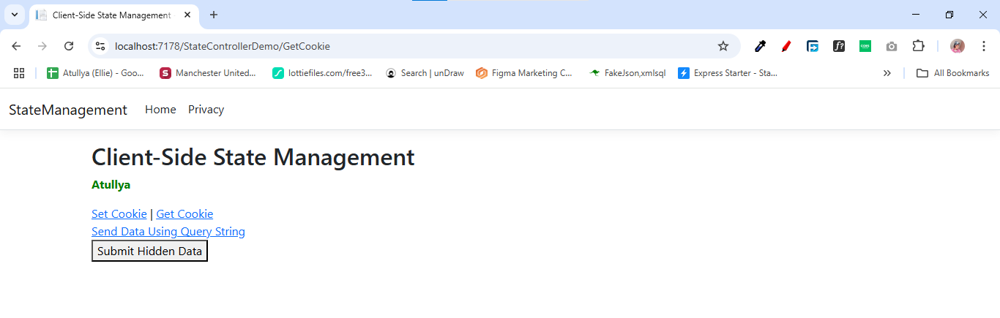 Client-Side State Management
localhost:7178/StateControllerDemo/GetCookie
Atullya (Ellie) - Goo... Manchester United... lottiefiles.com/free3... Search | unDraw Figma Marketing C... FakeJson,xmlsql Express Starter - Sta... » All Bookmarks
StateManagement Home Privacy
Client-Side State Management
Atullya
Set Cookie | Get Cookie
Send Data Using Query String
Submit Hidden Data